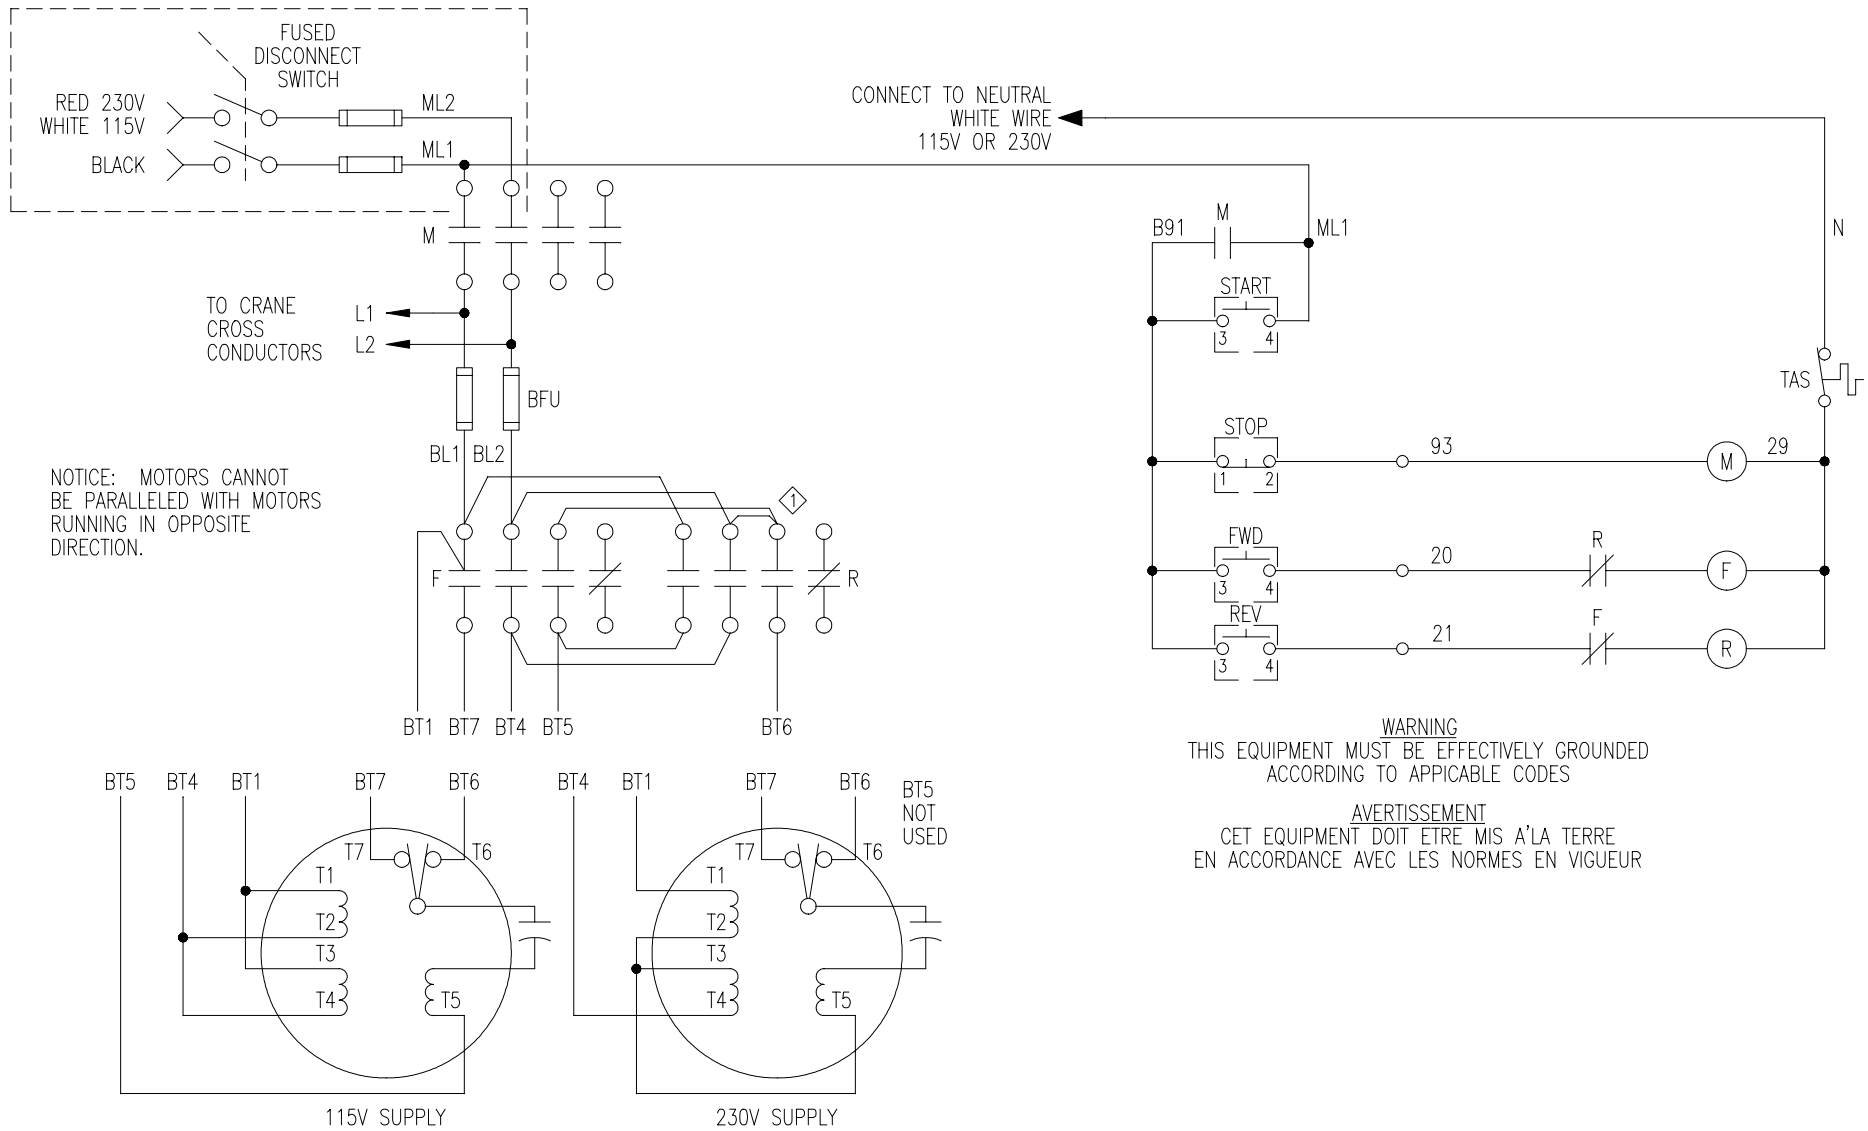 FUSED
DISCONNECT
SWITCH
RED 230V
WHITE 115V
BLACK
ML2
ML1
CONNECT TO NEUTRAL
WHITE WIRE
115V OR 230V
M
B91
M
ML1
N
START
3 4
TO CRANE
CROSS
CONDUCTORS
L1
L2
BFU
TAS
BL1 BL2
STOP
1 2
93
M
29
NOTICE: MOTORS CANNOT
BE PARALLELED WITH MOTORS
RUNNING IN OPPOSITE
DIRECTION.
1
F
R
FWD
3 4
20
R
F
REV
3 4
21
F
R
BT1 BT7 BT4 BT5 BT6
WARNING
THIS EQUIPMENT MUST BE EFFECTIVELY GROUNDED
ACCORDING TO APPICABLE CODES
AVERTISSEMENT
CET EQUIPMENT DOIT ETRE MIS A'LA TERRE
EN ACCORDANCE AVEC LES NORMES EN VIGUEUR
BT5 BT4 BT1 BT7 BT6
T7 T6
T1
T2
T3
T4
T5
115V SUPPLY
BT4 BT1 BT7 BT6
BT5
NOT
USED
T7 T6
T1
T2
T3
T4
T5
230V SUPPLY